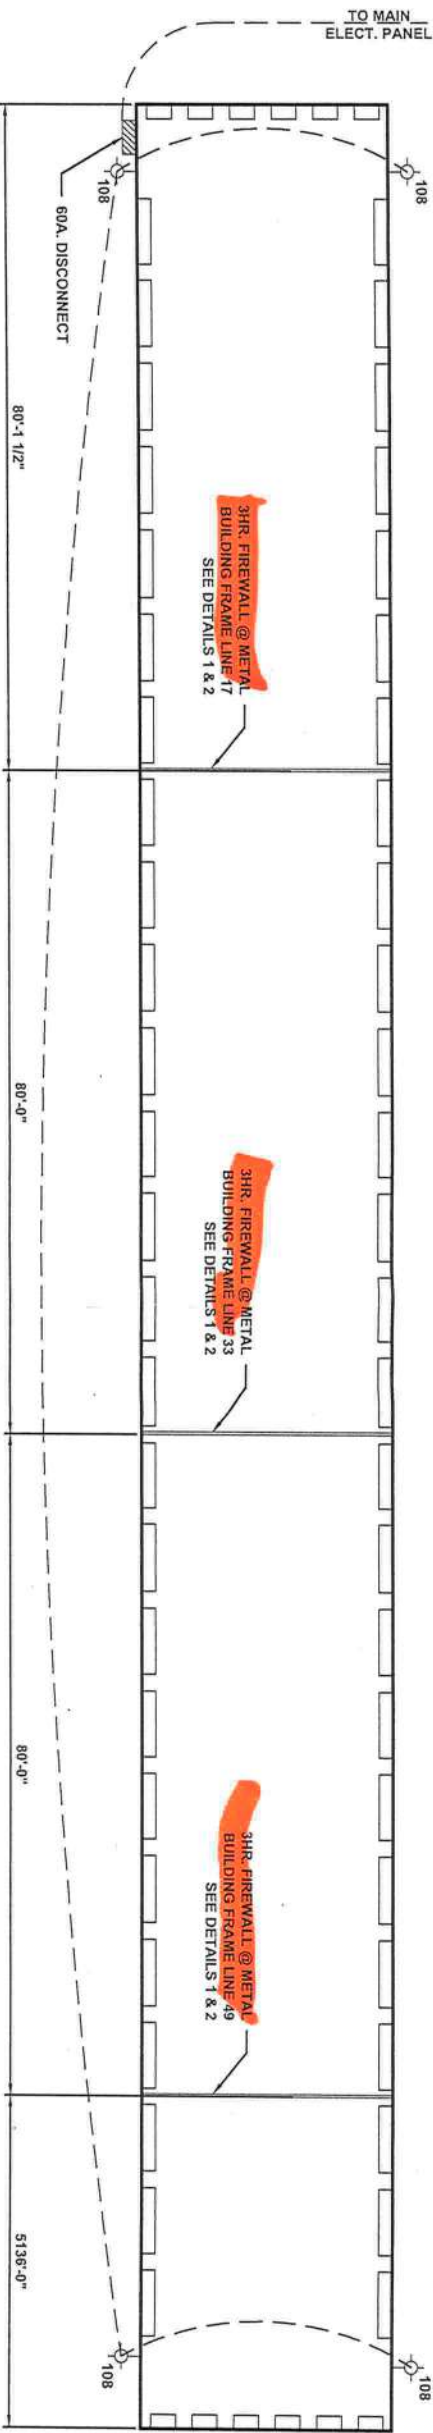 TO MAIN
ELECT. PANEL
108
108
60A. DISCONNECT
80'-1 1/2"
3HR. FIREWALL @ METAL
BUILDING FRAME LINE 17
SEE DETAILS 1 & 2
80'-0"
3HR. FIREWALL @ METAL
BUILDING FRAME LINE 33
SEE DETAILS 1 & 2
80'-0"
3HR. FIREWALL @ METAL
BUILDING FRAME LINE 49
SEE DETAILS 1 & 2
5136'-0"
108
108